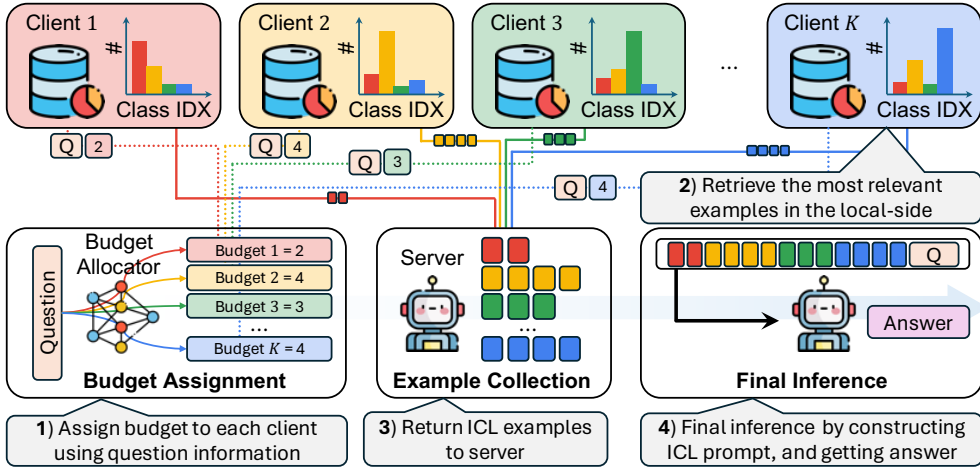 Client 1
#
Class IDX
Client 2
#
Class IDX
Client 3
#
Class IDX
...
Client K
#
Class IDX
Q 2
Q 4
Q 3
Q 4
2) Retrieve the most relevant
examples in the local-side
Question
Budget
Allocator
Budget 1 = 2
Budget 2 = 4
Budget 3 = 3
...
Budget K = 4
Budget Assignment
Server
...
Example Collection
Q
Answer
Final Inference
1) Assign budget to each client
using question information
3) Return ICL examples
to server
4) Final inference by constructing
ICL prompt, and getting answer